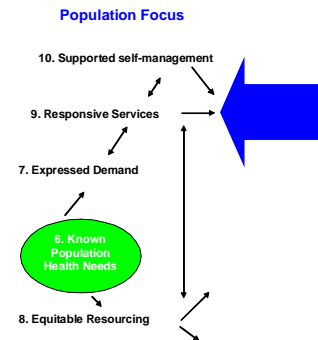 Population Focus
10. Supported self-management
9. Responsive Services
7. Expressed Demand
6. Known
Population
Health Needs
8. Equitable Resourcing